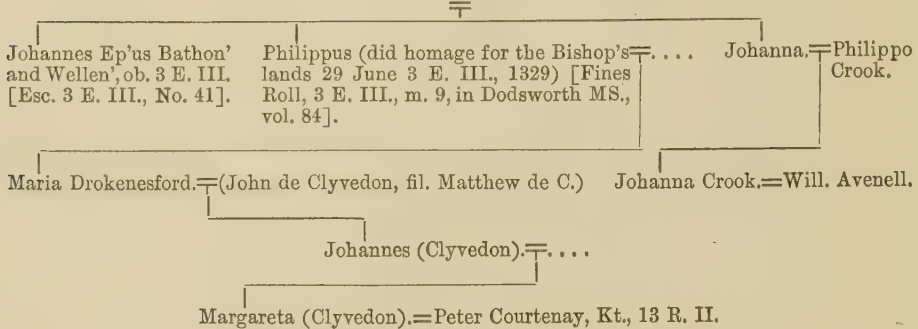 Johannes Ep'us Bathon' and Wellen', ob. 3 E. III. [Esc. 3 E. III., No. 41].
Philippus (did homage for the Bishop's lands 29 June 3 E. III., 1329) [Fines Roll, 3 E. III., m. 9, in Dodsworth MS., vol. 84].
=....
Johanna.=Philippo Crook.
Maria Drokenesford.=(John de Clyvedon, fil. Matthew de C.)
Johanna Crook.=Will. Avenell.
Johannes (Clyvedon).=....
Margareta (Clyvedon).=Peter Courtenay, Kt., 13 R. II.